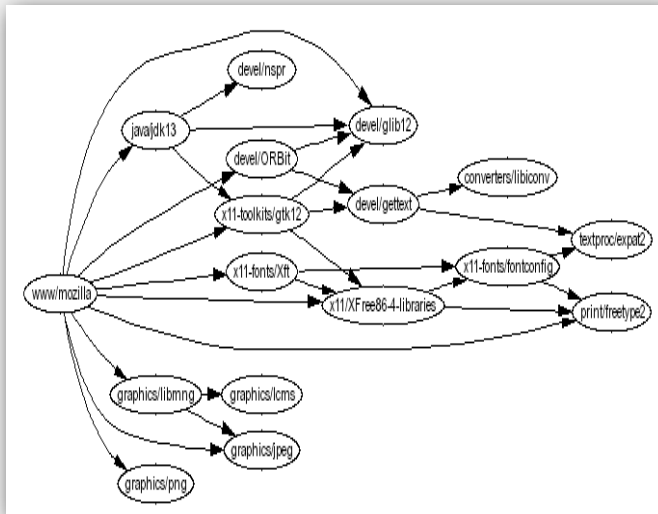 devel/nspr
java/jdk13
devel/glib12
devel/ORBit
converters/libiconv
devel/gettext
x11-toolkits/gtk12
textproc/expat2
x11-fonts/Xft
x11-fonts/fontconfig
www/mozilla
x11/XFree86-4-libraries
print/freetype2
graphics/libmng
graphics/lcms
graphics/jpeg
graphics/png